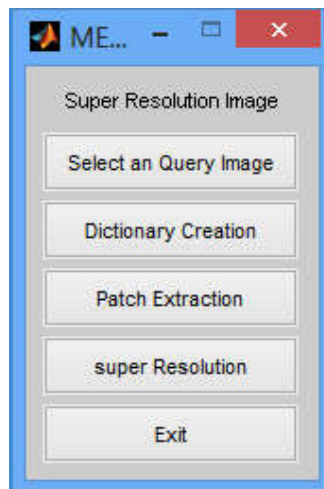 ME...
Super Resolution Image
Select an Query Image
Dictionary Creation
Patch Extraction
super Resolution
Exit